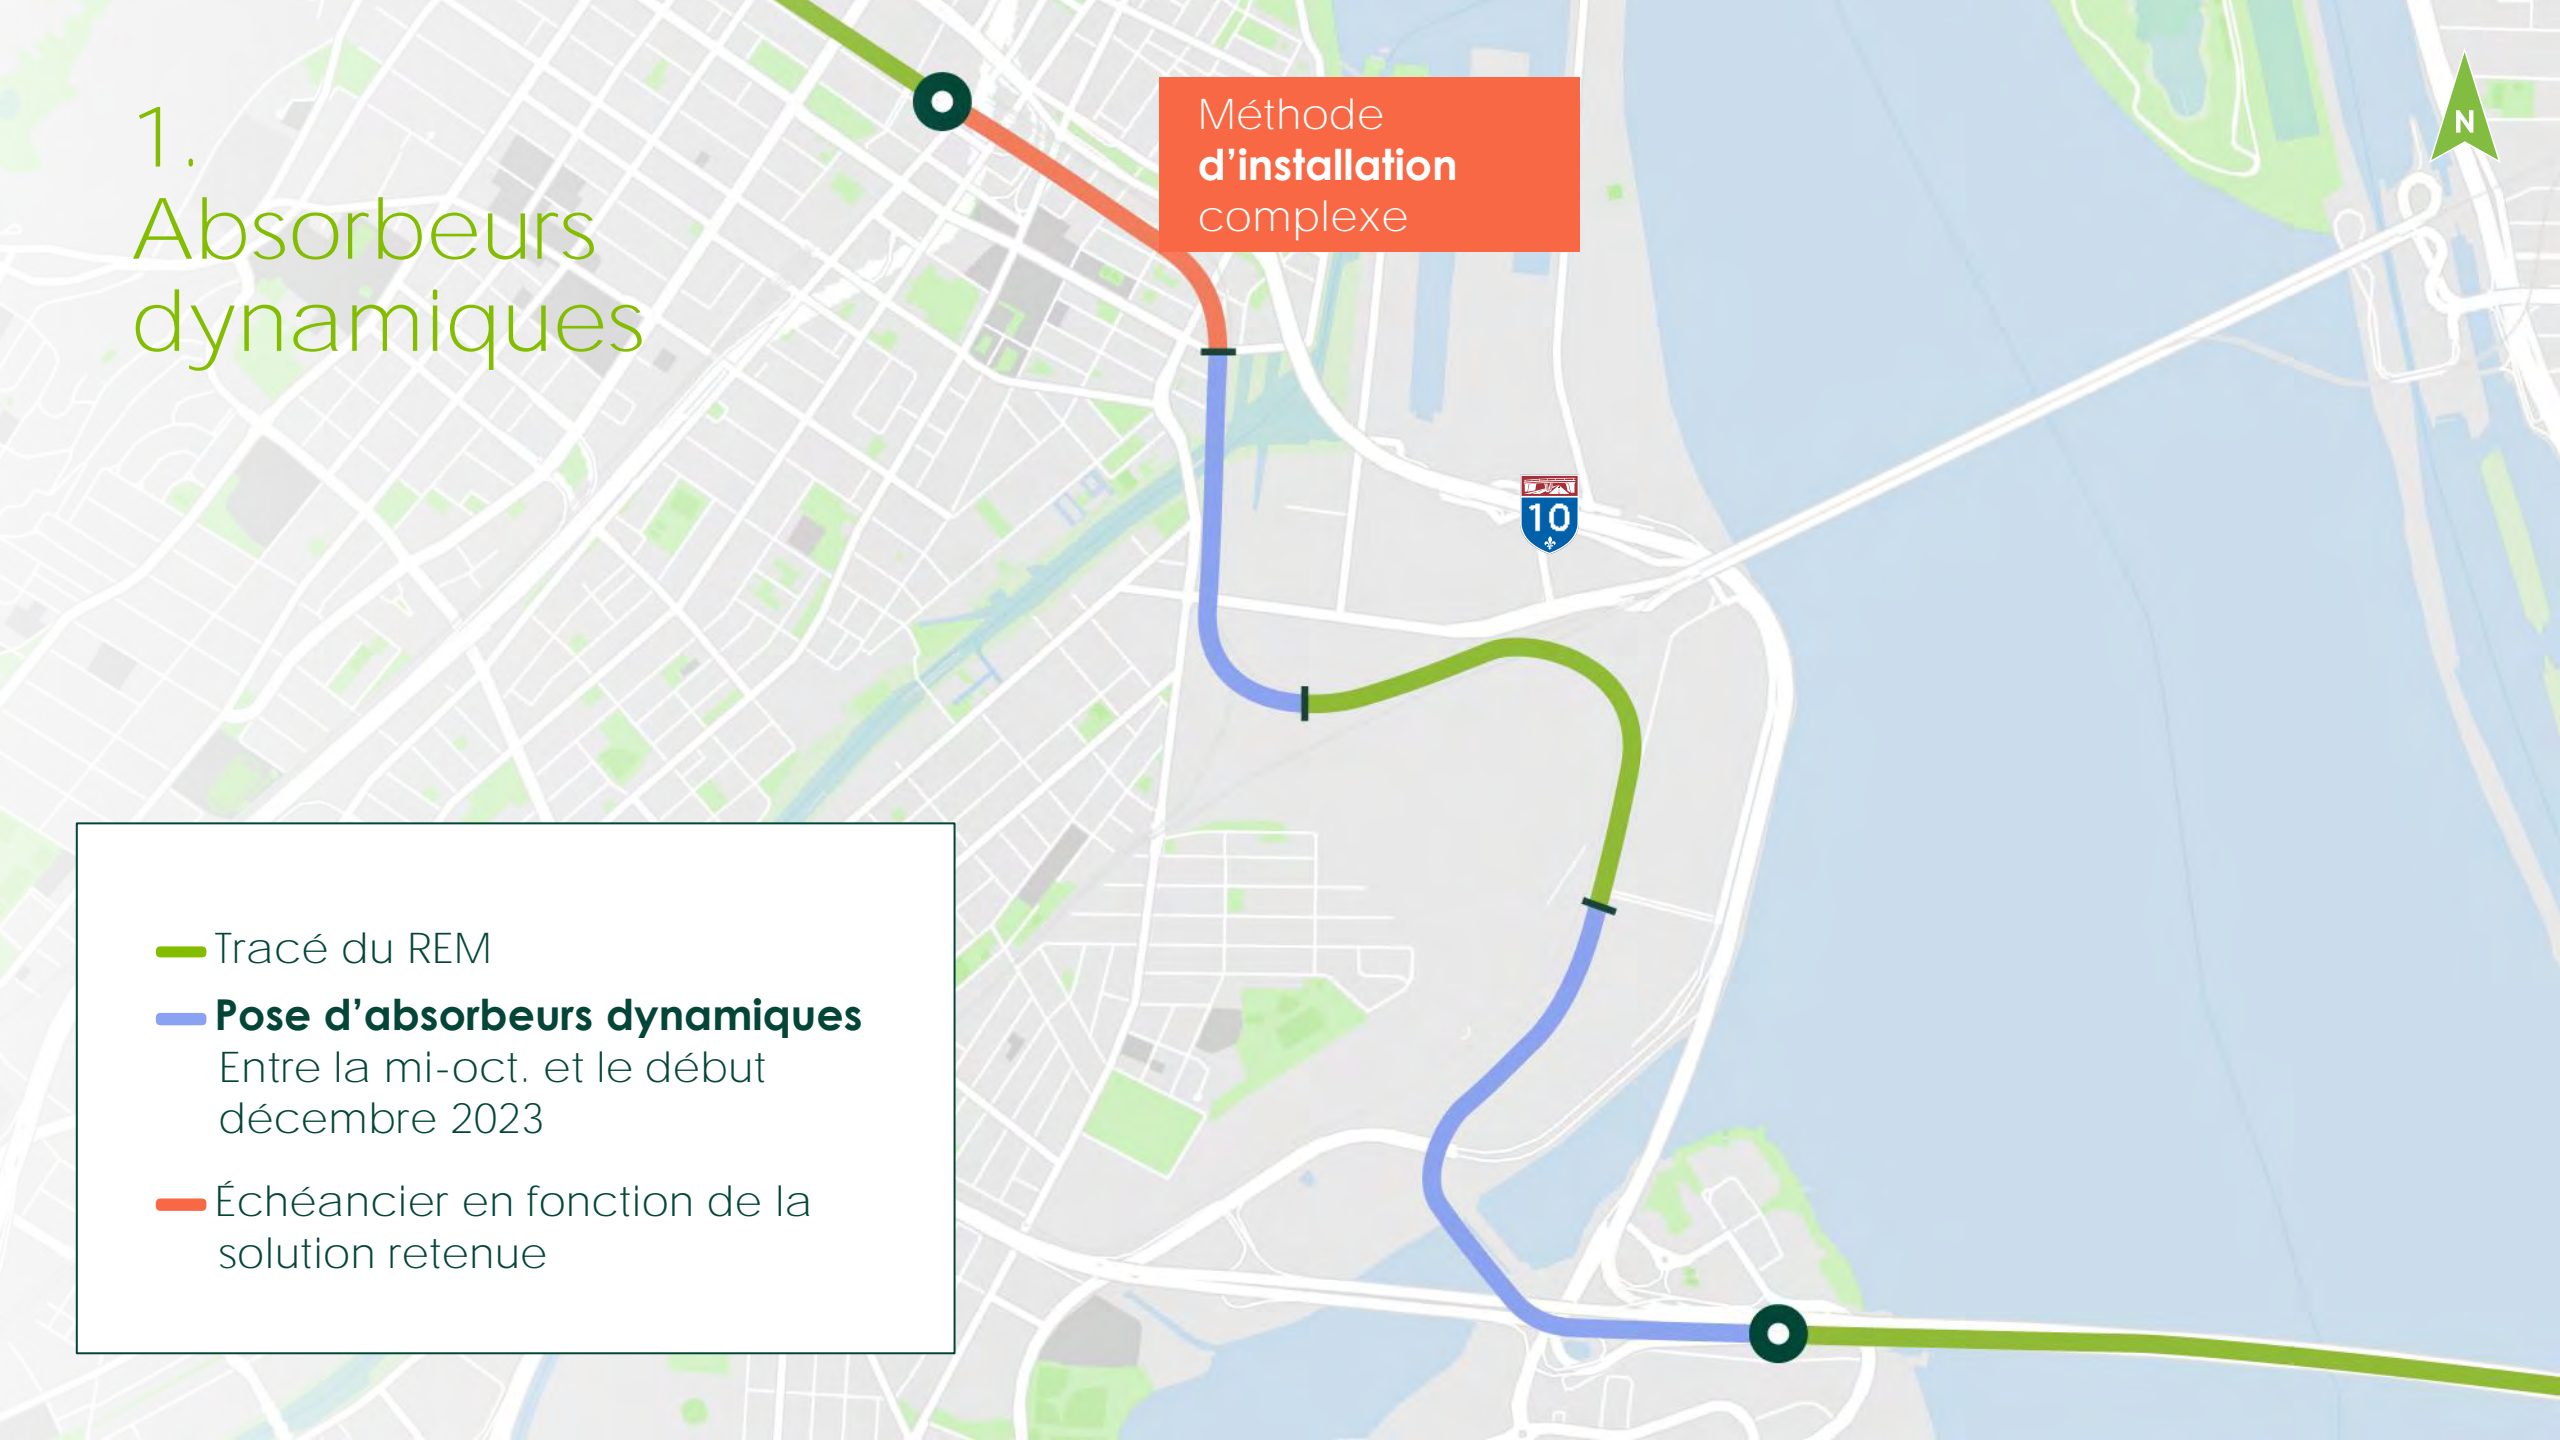 1.
Absorbeurs
dynamiques
Méthode
d’installation
complexe
N
10
Tracé du REM
Pose d’absorbeurs dynamiques
Entre la mi-oct. et le début
décembre 2023
Échéancier en fonction de la
solution retenue